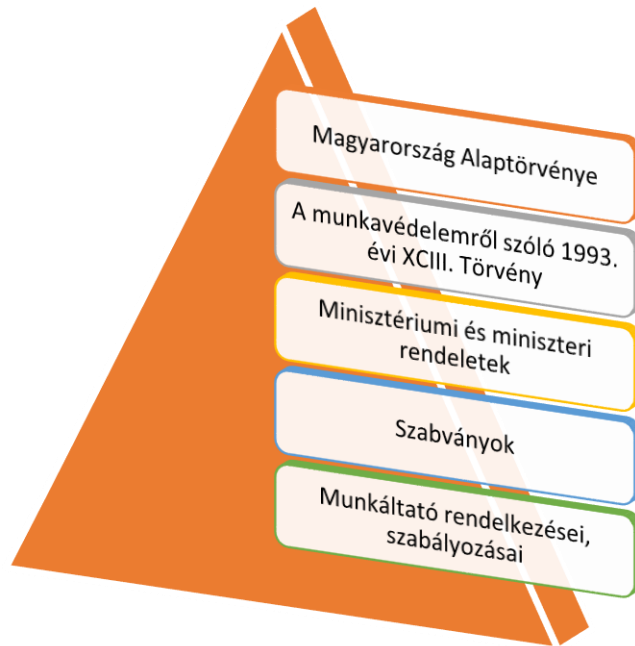 Magyarország Alaptörvénye
A munkavédelemről szóló 1993.
évi XCIII. Törvény
Minisztériumi és miniszteri
rendeletek
Szabványok
Munkáltató rendelkezései,
szabályozásai